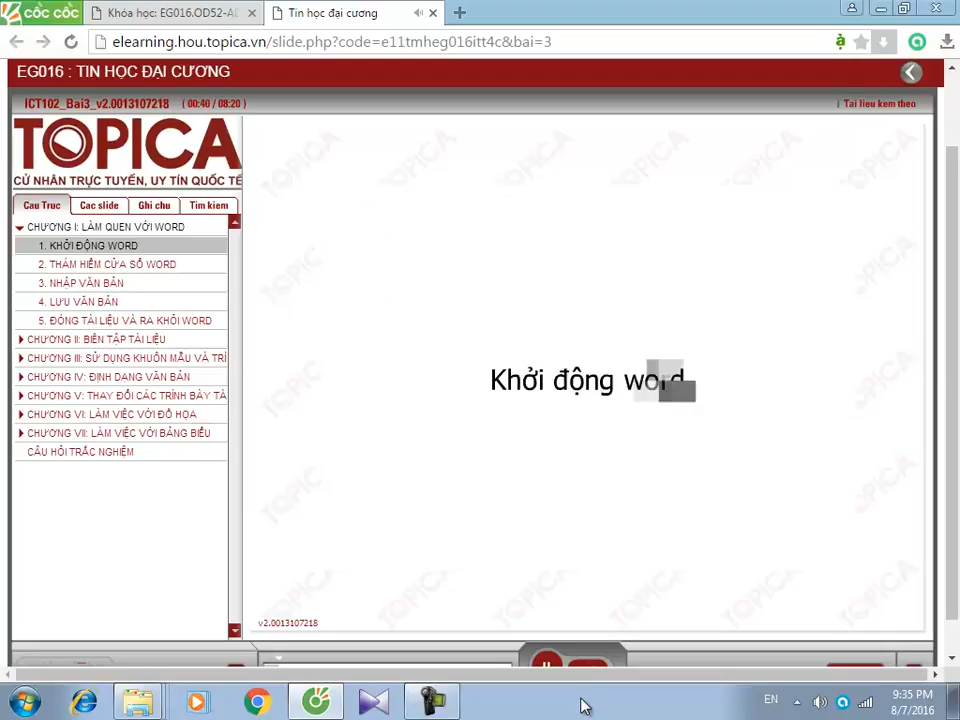 CỐC CỐC
Khóa học: EG016.OD52-AD
Tin học đại cương
elearning.hou.topica.vn/slide.php?code=e11tmheg016itt4c&bai=3
EG016 : TIN HỌC ĐẠI CƯƠNG
ICT102_Bai3_v2.0013107218 ( 00:40 / 08:20 )
Tai lieu kem theo
TOPICA
CỬ NHÂN TRỰC TUYẾN, UY TÍN QUỐC TẾ
Cau Truc
Cac slide
Ghi chu
Tim kiem
CHƯƠNG I: LÀM QUEN VỚI WORD
1. KHỞI ĐỘNG WORD
2. THÁM HIỂM CỬA SỔ WORD
3. NHẬP VĂN BẢN
4. LƯU VĂN BẢN
5. ĐÓNG TÀI LIỆU VÀ RA KHỎI WORD
CHƯƠNG II: BIÊN TẬP TÀI LIỆU
CHƯƠNG III: SỬ DỤNG KHUÔN MẪU VÀ TRÌ
CHƯƠNG IV: ĐỊNH DẠNG VĂN BẢN
CHƯƠNG V: THAY ĐỔI CÁC TRÌNH BÀY TÀ
CHƯƠNG VI: LÀM VIỆC VỚI ĐỒ HỌA
CHƯƠNG VII: LÀM VIỆC VỚI BẢNG BIỂU
CÂU HỎI TRẮC NGHIỆM
Khởi động word
v2.0013107218
EN
9:35 PM
8/7/2016